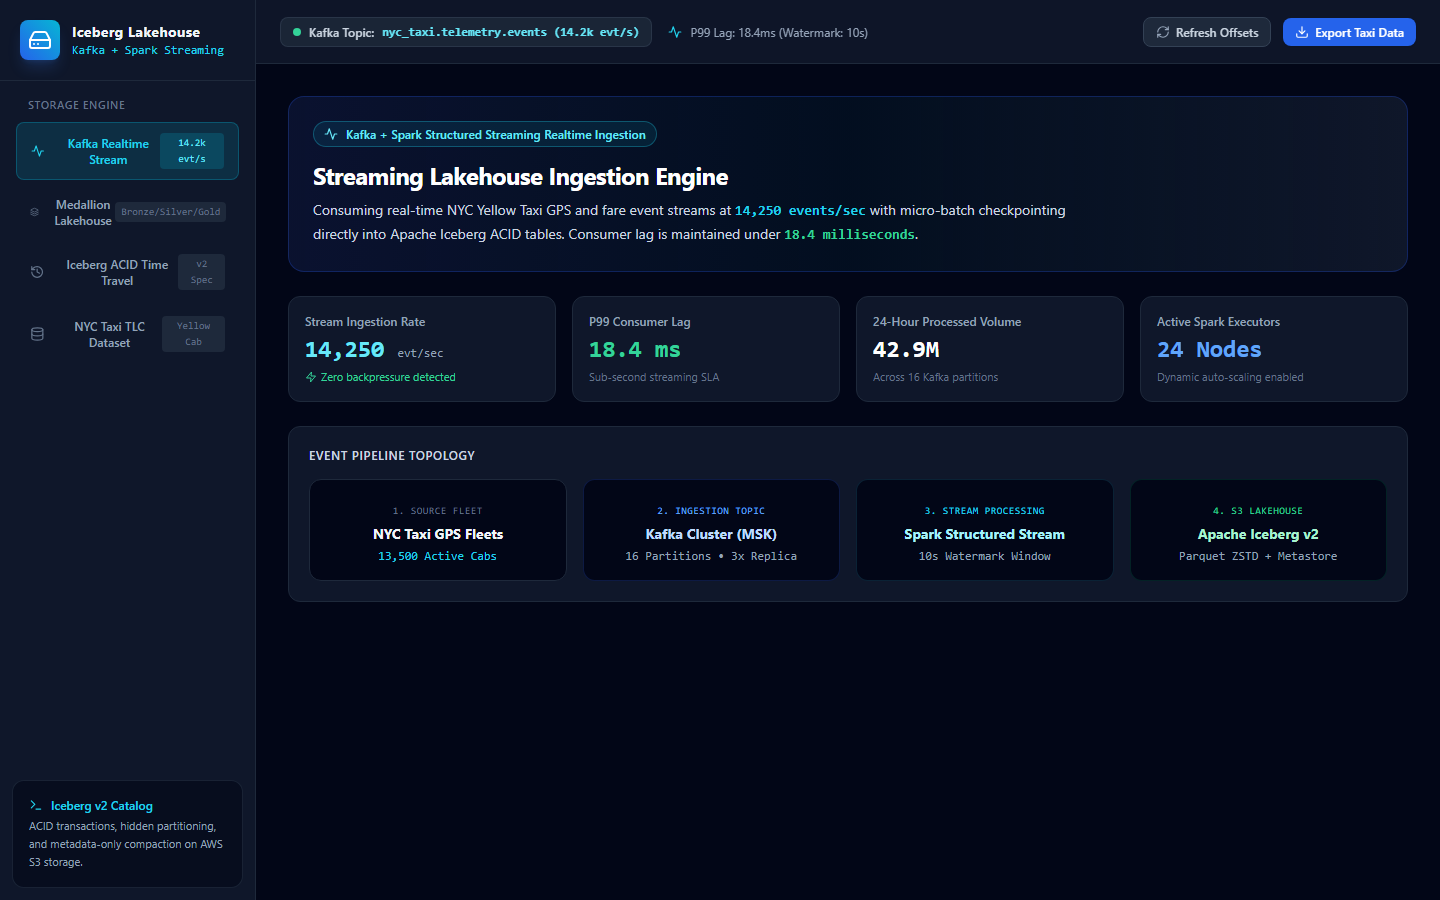 Iceberg Lakehouse
Kafka + Spark Streaming
Kafka Topic: nyc_taxi.telemetry.events (14.2k evt/s)
P99 Lag: 18.4ms (Watermark: 10s)
Refresh Offsets
Export Taxi Data
STORAGE ENGINE
Kafka Realtime
Stream
14.2k
evt/s
Medallion
Lakehouse
Bronze/Silver/Gold
Iceberg ACID Time
Travel
v2
Spec
NYC Taxi TLC
Dataset
Yellow
Cab
Iceberg v2 Catalog
ACID transactions, hidden partitioning,
and metadata-only compaction on AWS
S3 storage.
Kafka + Spark Structured Streaming Realtime Ingestion
Streaming Lakehouse Ingestion Engine
Consuming real-time NYC Yellow Taxi GPS and fare event streams at 14,250 events/sec with micro-batch checkpointing
directly into Apache Iceberg ACID tables. Consumer lag is maintained under 18.4 milliseconds.
Stream Ingestion Rate
14,250 evt/sec
Zero backpressure detected
P99 Consumer Lag
18.4 ms
Sub-second streaming SLA
24-Hour Processed Volume
42.9M
Across 16 Kafka partitions
Active Spark Executors
24 Nodes
Dynamic auto-scaling enabled
EVENT PIPELINE TOPOLOGY
1. SOURCE FLEET
NYC Taxi GPS Fleets
13,500 Active Cabs
2. INGESTION TOPIC
Kafka Cluster (MSK)
16 Partitions • 3x Replica
3. STREAM PROCESSING
Spark Structured Stream
10s Watermark Window
4. S3 LAKEHOUSE
Apache Iceberg v2
Parquet ZSTD + Metastore